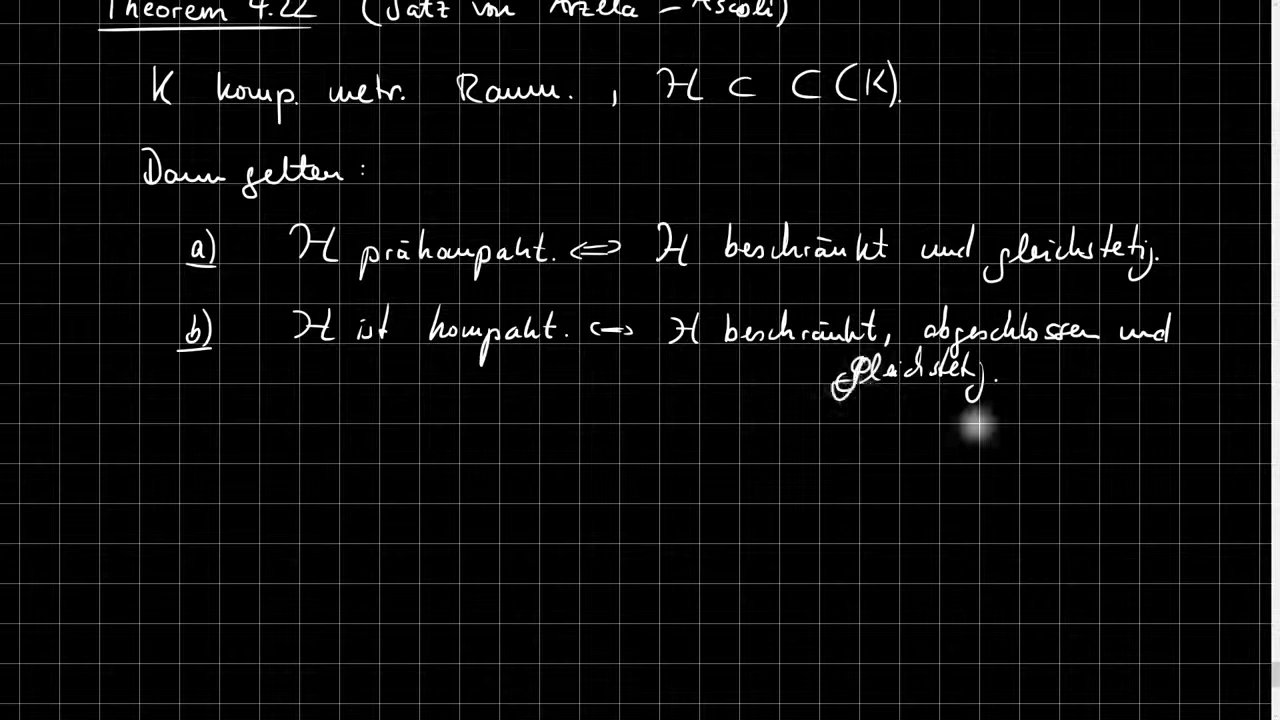 Theorem 4.22 (Satz von Arzela - Ascoli)
K komp. metr. Raum. , ℋ ⊂ C(K).
Dann gelten :
a) ℋ präkompakt. ⇔ ℋ beschränkt und gleichstetig.
b) ℋ ist kompakt. ⇔ ℋ beschränkt, abgeschlossen und
gleichstetig.